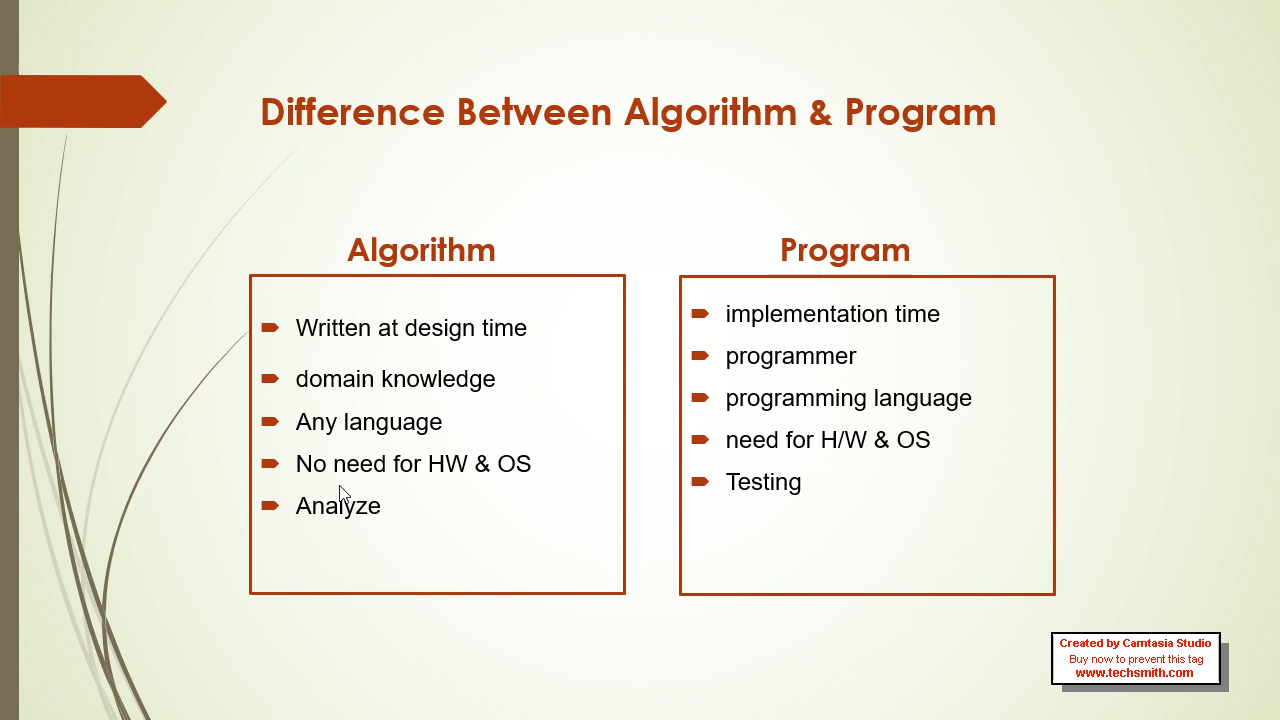 Difference Between Algorithm & Program
Algorithm
Written at design time
domain knowledge
Any language
No need for HW & OS
Analyze
Program
implementation time
programmer
programming language
need for H/W & OS
Testing
Created by Camtasia Studio
Buy now to prevent this tag
www.techsmith.com